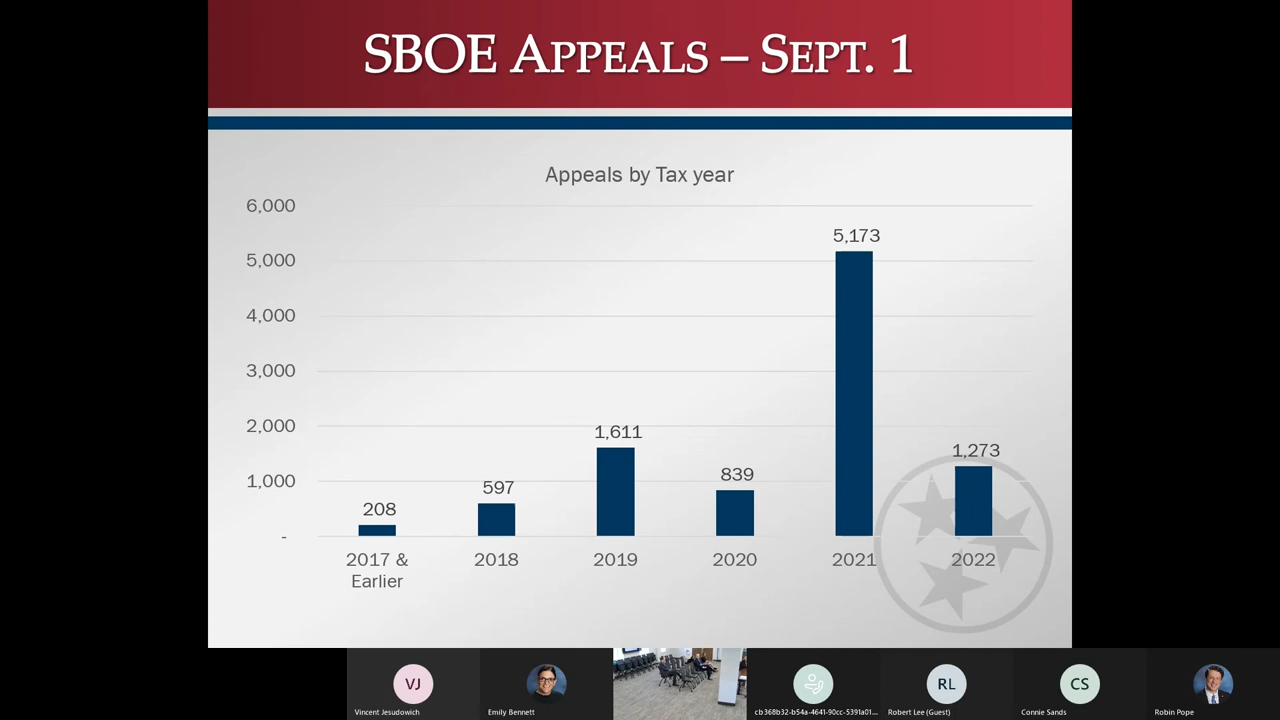 SBOE APPEALS – SEPT. 1
Appeals by Tax year
6,000
5,000
4,000
3,000
2,000
1,000
-
208
597
1,611
839
5,173
1,273
2017 &
Earlier
2018
2019
2020
2021
2022
VJ
Vincent Jesudowich
Emily Bennett
cb368b32-b54a-4641-90cc-5391a01...
RL
Robert Lee (Guest)
CS
Connie Sands
Robin Pope